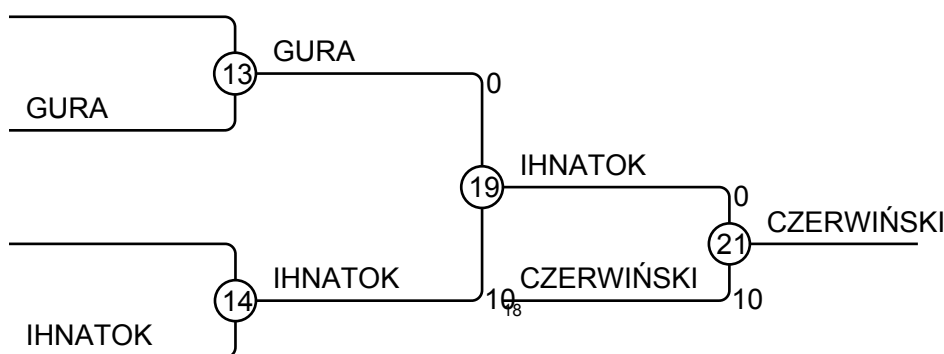 GURA
13
GURA
0
IHNATOK
19
0
CZERWIŃSKI
21
IHNATOK
CZERWIŃSKI
14
10
18
10
IHNATOK